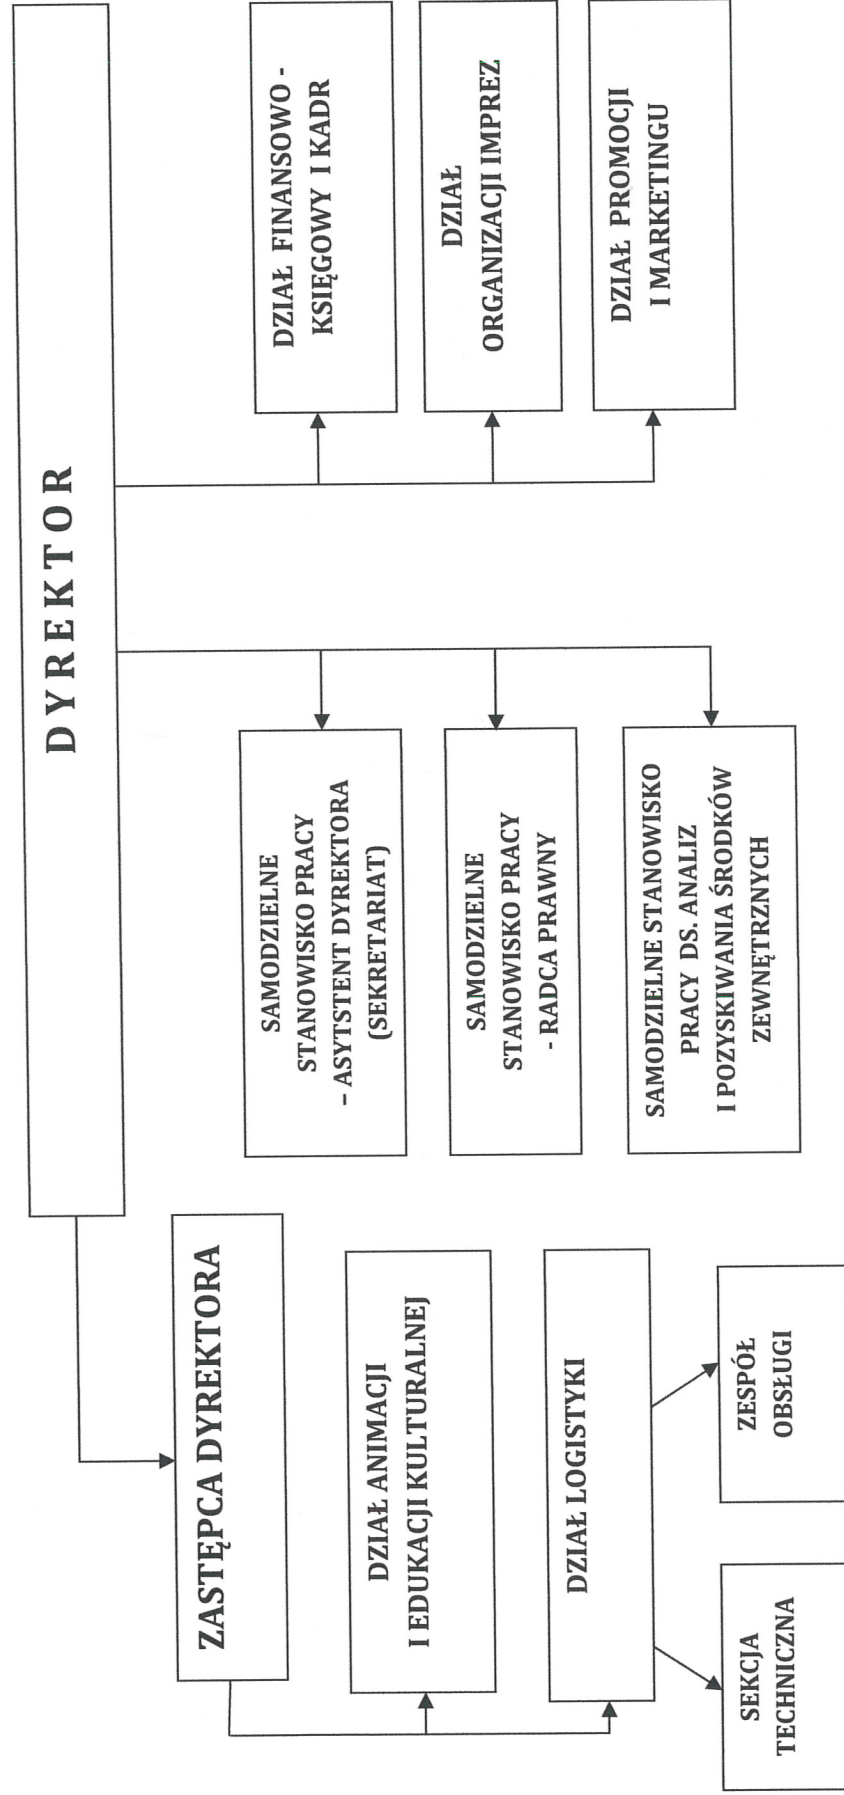 DYREKTOR
ZASTĘPCA DYREKTORA
DZIAŁ ANIMACJI
I EDUKACJI KULTURALNEJ
DZIAŁ LOGISTYKI
SEKCJA
TECHNICZNA
ZESPÓŁ
OBSŁUGI
SAMODZIELNE
STANOWISKO PRACY
– ASYTSTENT DYREKTORA
(SEKRETARIAT)
SAMODZIELNE
STANOWISKO PRACY
- RADCA PRAWNY
SAMODZIELNE STANOWISKO
PRACY DS. ANALIZ
I POZYSKIWANIA ŚRODKÓW
ZEWNĘTRZNYCH
DZIAŁ FINANSOWO -
KSIĘGOWY I KADR
DZIAŁ
ORGANIZACJI IMPREZ
DZIAŁ PROMOCJI
I MARKETINGU